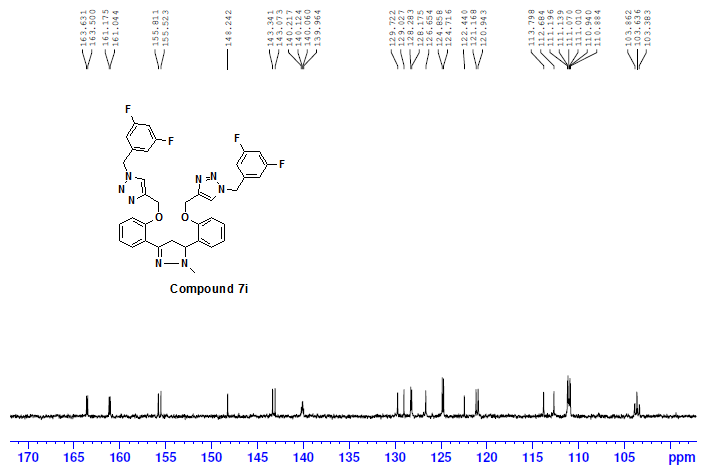 163.631
163.500
161.175
161.044
155.811
155.523
148.242
143.341
143.073
140.217
140.124
140.060
139.964
129.722
129.027
128.283
128.175
126.654
124.858
124.716
122.440
121.168
120.943
113.798
112.684
111.196
111.139
111.070
111.010
110.940
110.884
103.862
103.636
103.383
F
F
F
F
N
N
N
N
N
N
O
O
N
N
Compound 7i
170 165 160 155 150 145 140 135 130 125 120 115 110 105 ppm